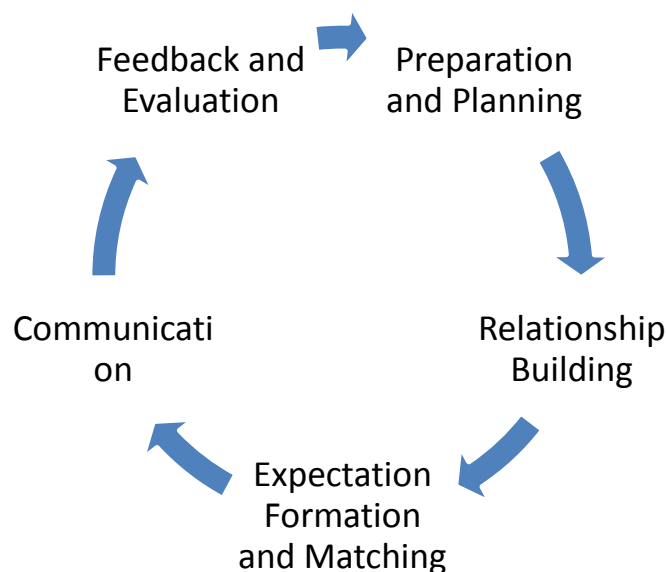 Feedback and
Evaluation
Preparation
and Planning
Relationship
Building
Expectation
Formation
and Matching
Communicati
on